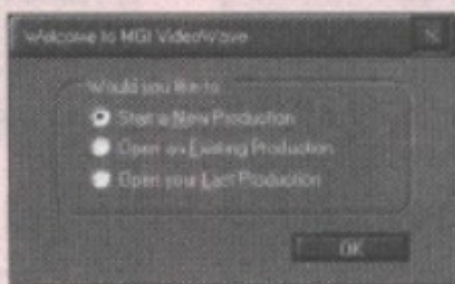 Welcome to MGI VideoWave
Would you like to:
Start a New Production
Open an Existing Production
Open your Last Production
OK